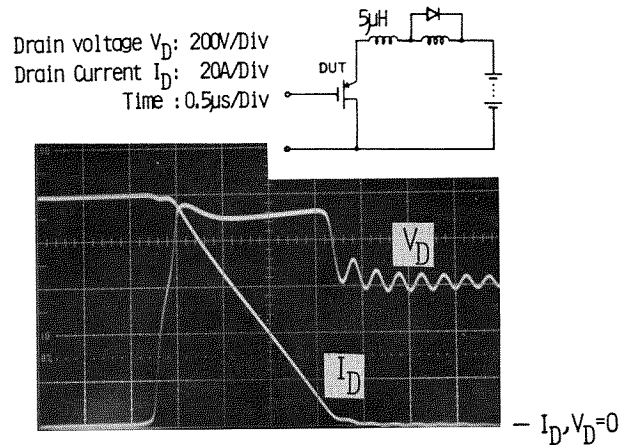 Drain voltage V_D: 200V/Div
Drain Current I_D: 20A/Div
Time : 0.5μs/Div
5μH
DUT
V_D
I_D
— I_D,V_D=0